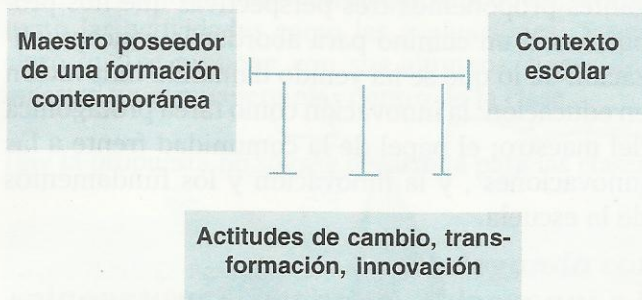 Maestro poseedor
de una formación
contemporánea
Contexto
escolar
Actitudes de cambio, trans-
formación, innovación